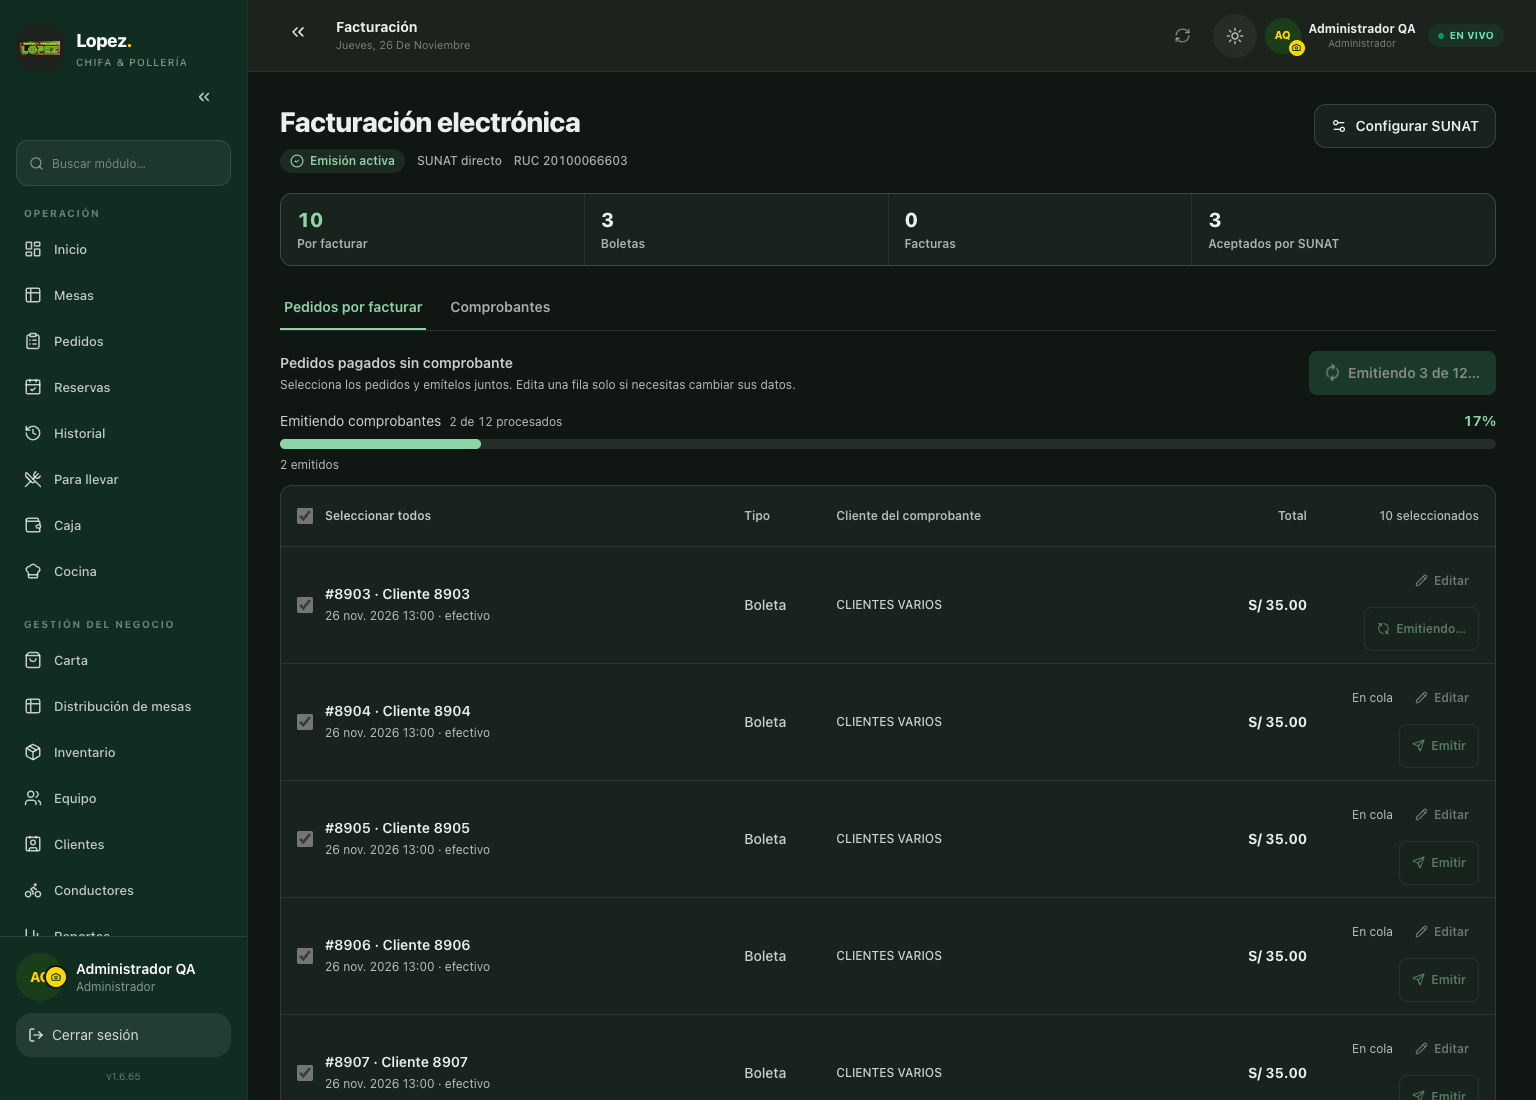 LOPEZ
Lopez.
CHIFA & POLLERÍA
Buscar módulo...
OPERACIÓN
Inicio
Mesas
Pedidos
Reservas
Historial
Para llevar
Caja
Cocina
GESTIÓN DEL NEGOCIO
Carta
Distribución de mesas
Inventario
Equipo
Clientes
Conductores
Reportes
AQ
Administrador QA
Administrador
Cerrar sesión
v1.6.65
Facturación
Jueves, 26 De Noviembre
AQ
Administrador QA
Administrador
EN VIVO
Facturación electrónica
Configurar SUNAT
Emisión activa SUNAT directo RUC 20100066603
10
Por facturar
3
Boletas
0
Facturas
3
Aceptados por SUNAT
Pedidos por facturar Comprobantes
Pedidos pagados sin comprobante
Selecciona los pedidos y emítelos juntos. Edita una fila solo si necesitas cambiar sus datos.
Emitiendo 3 de 12...
Emitiendo comprobantes 2 de 12 procesados 17%
2 emitidos
Seleccionar todos Tipo Cliente del comprobante Total 10 seleccionados
#8903 · Cliente 8903
26 nov. 2026 13:00 · efectivo
Boleta CLIENTES VARIOS S/ 35.00
Editar
Emitiendo...
#8904 · Cliente 8904
26 nov. 2026 13:00 · efectivo
Boleta CLIENTES VARIOS S/ 35.00
En cola Editar
Emitir
#8905 · Cliente 8905
26 nov. 2026 13:00 · efectivo
Boleta CLIENTES VARIOS S/ 35.00
En cola Editar
Emitir
#8906 · Cliente 8906
26 nov. 2026 13:00 · efectivo
Boleta CLIENTES VARIOS S/ 35.00
En cola Editar
Emitir
#8907 · Cliente 8907
26 nov. 2026 13:00 · efectivo
Boleta CLIENTES VARIOS S/ 35.00
En cola Editar
Emitir